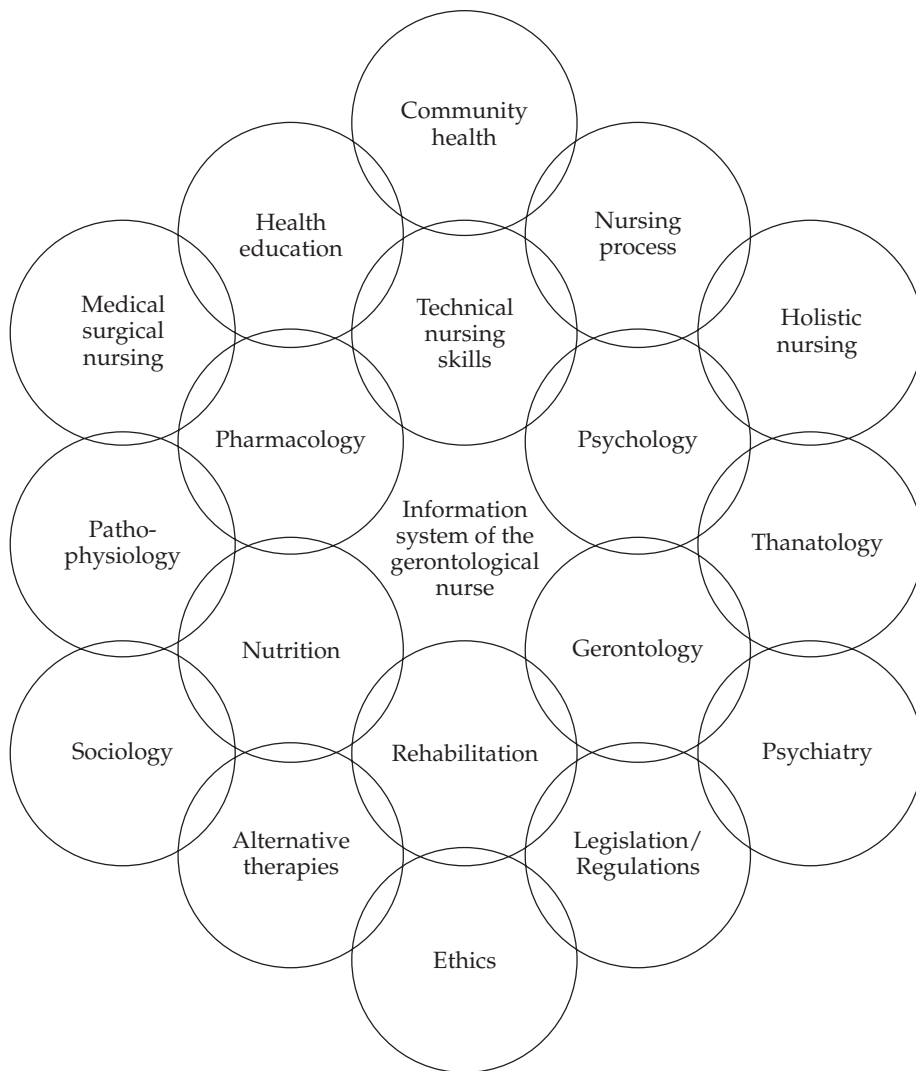 Community
health
Health
education
Nursing
process
Medical
surgical
nursing
Technical
nursing
skills
Holistic
nursing
Pharmacology
Psychology
Information
system of the
gerontological
nurse
Patho-
physiology
Thanatology
Nutrition
Gerontology
Sociology
Rehabilitation
Psychiatry
Alternative
therapies
Legislation/
Regulations
Ethics